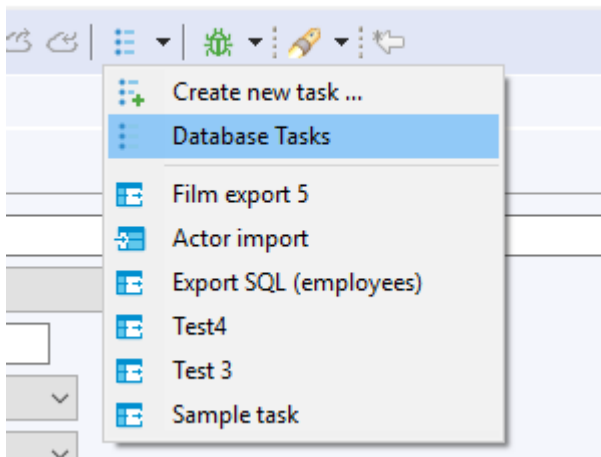 Create new task ...
Database Tasks
Film export 5
Actor import
Export SQL (employees)
Test4
Test 3
Sample task